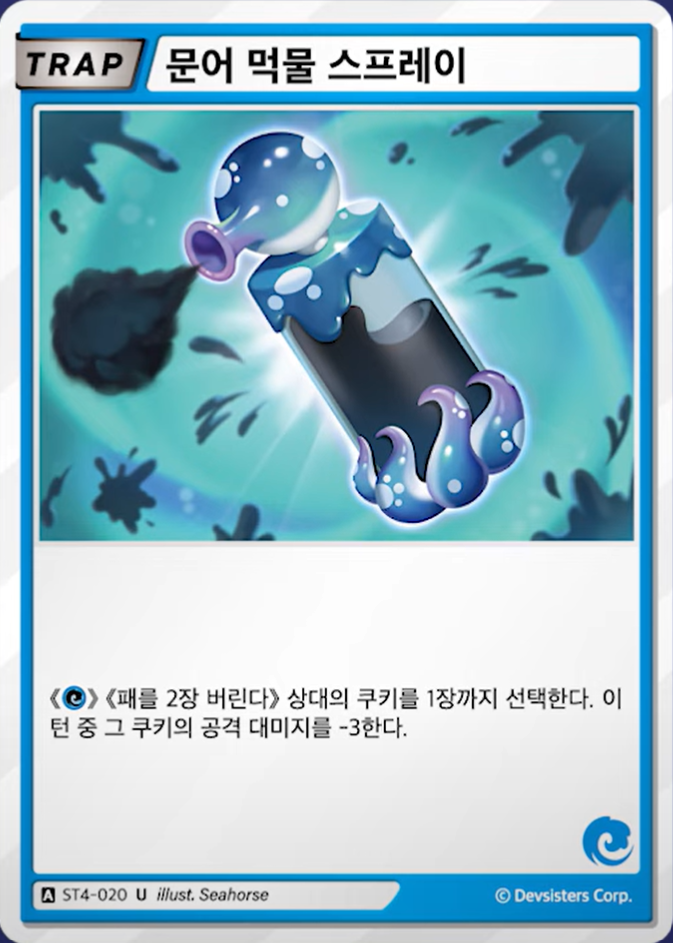 TRAP 문어 먹물 스프레이
《》《패를 2장 버린다》 상대의 쿠키를 1장까지 선택한다. 이
턴 중 그 쿠키의 공격 대미지를 -3한다.
A ST4-020 U illust. Seahorse © Devsisters Corp.